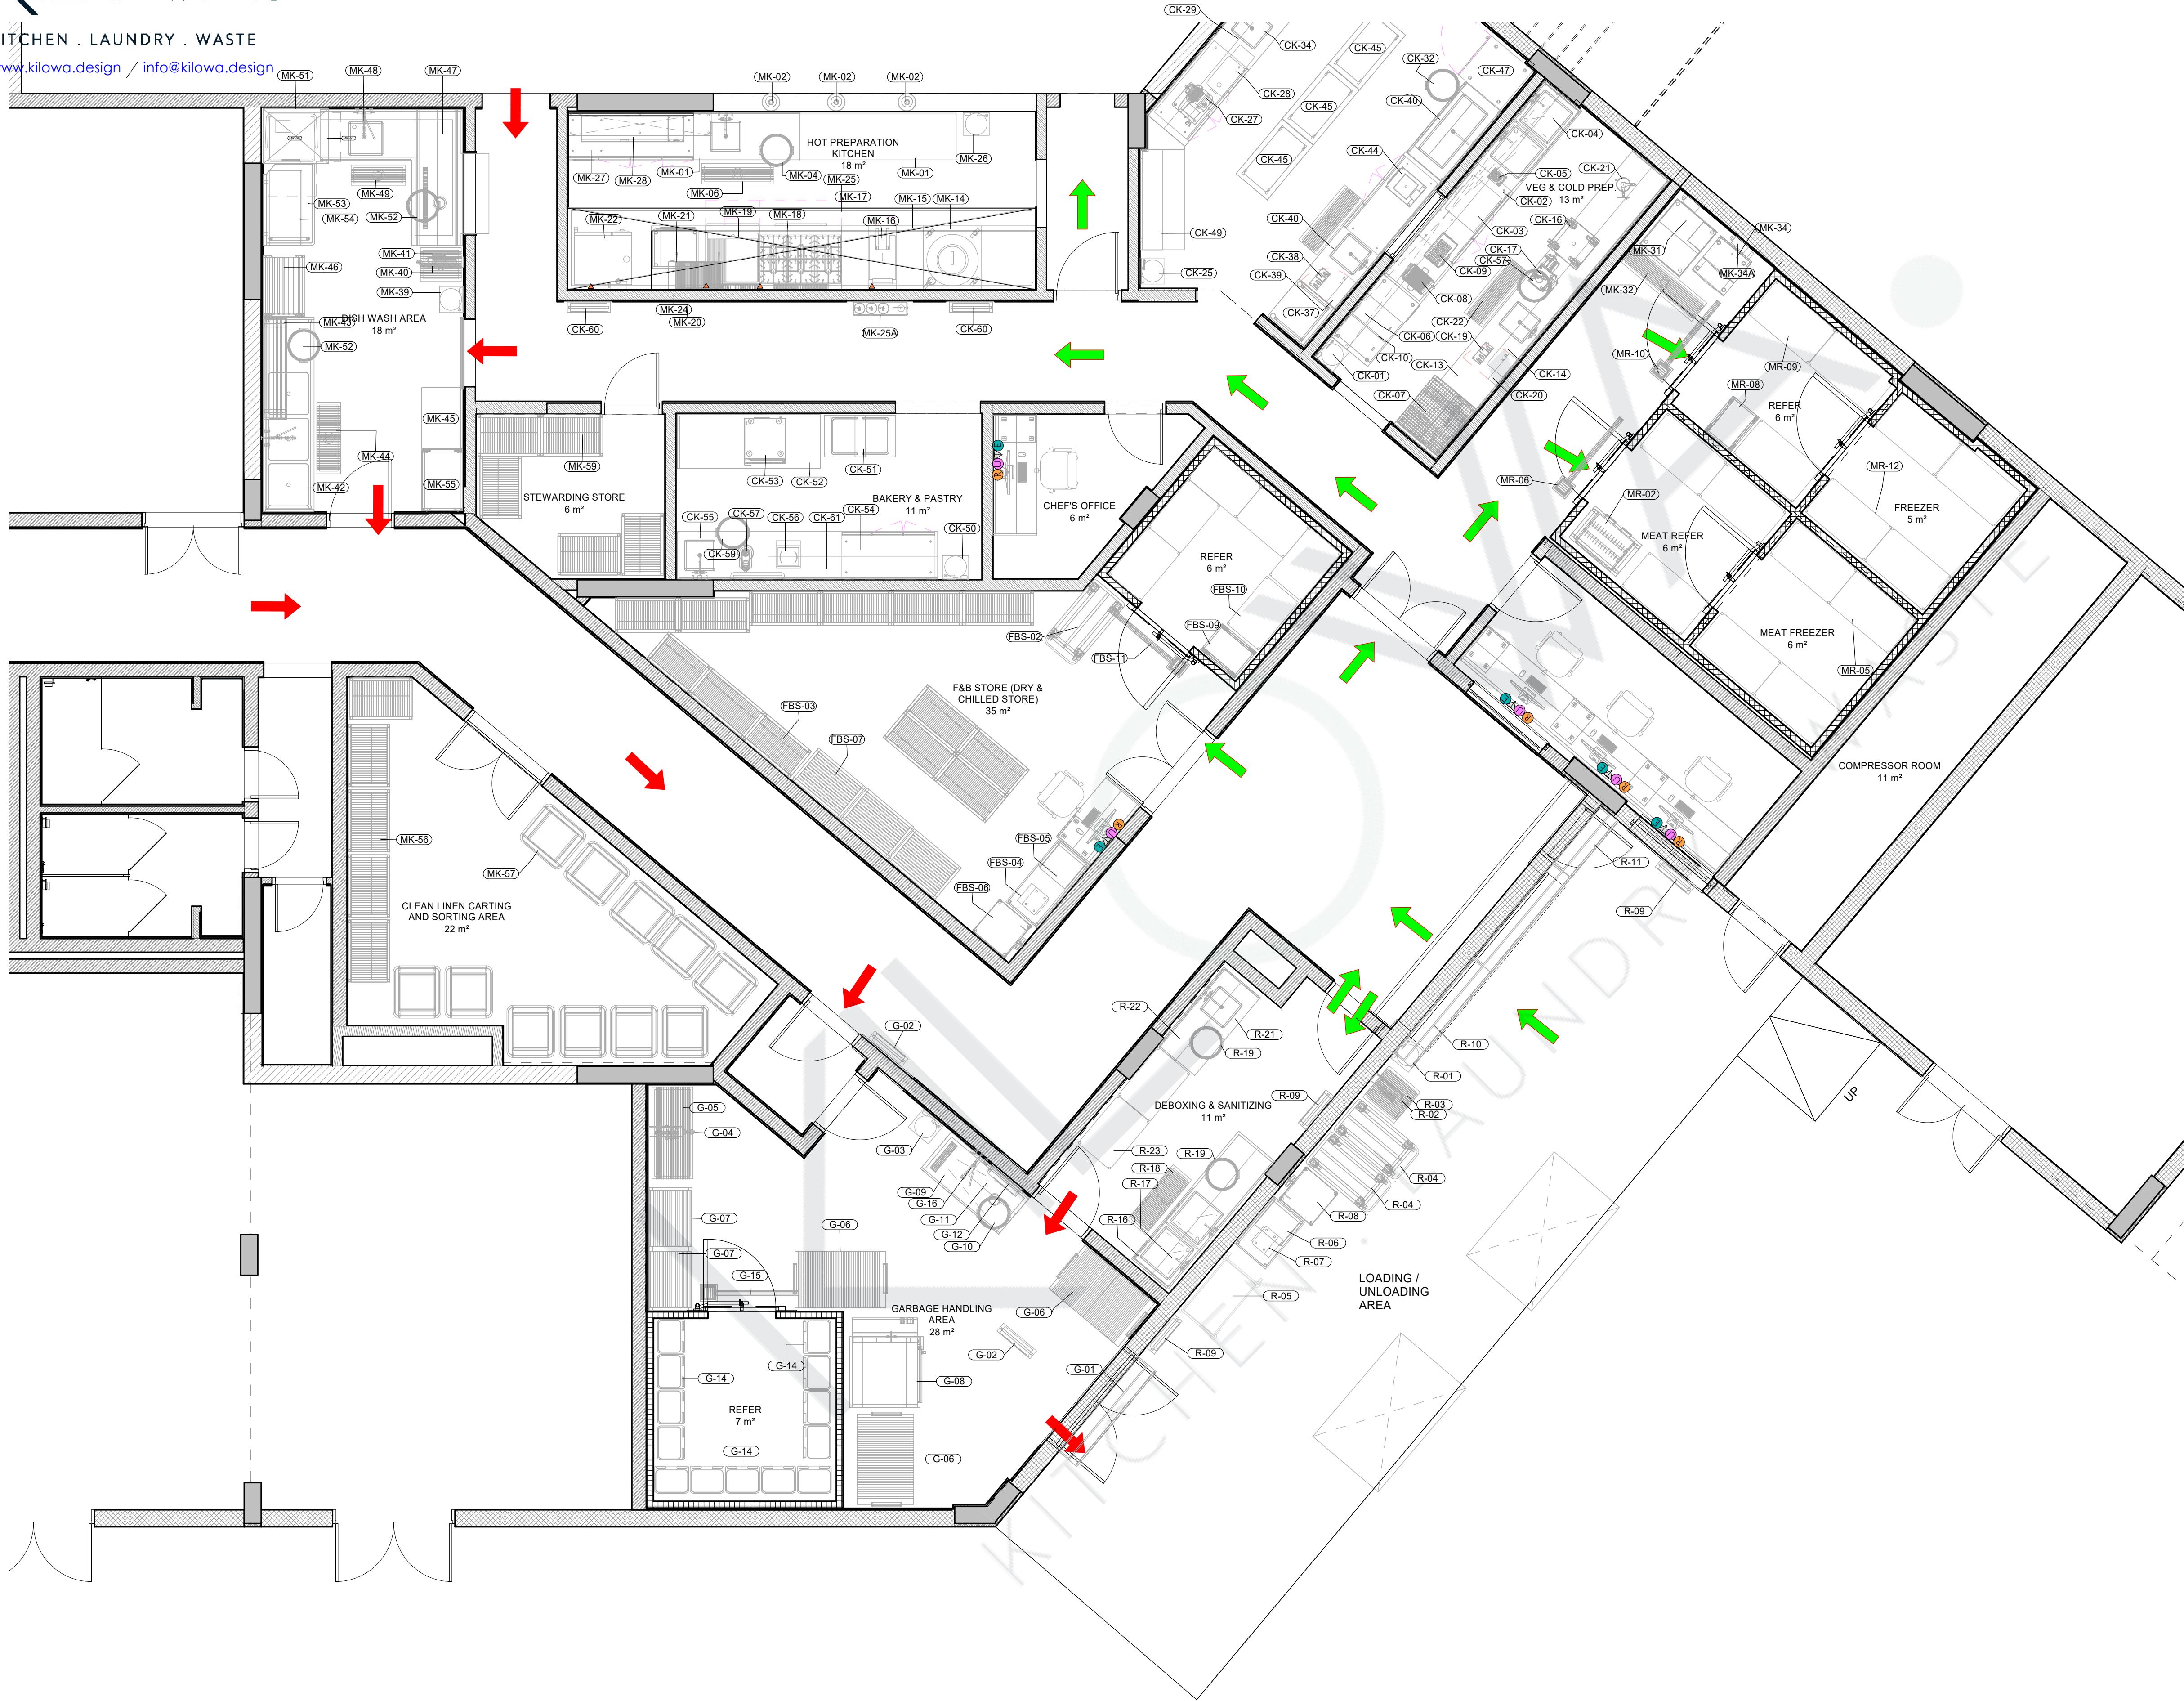 KITCHEN . LAUNDRY . WASTE
www.kilowa.design / info@kilowa.design
MK-51
MK-48
MK-47
MK-02
MK-02
MK-02
CK-29
CK-34
CK-45
CK-32
CK-47
CK-28
CK-40
CK-45
CK-27
CK-04
HOT PREPARATION
KITCHEN
18 m²
MK-26
MK-27
MK-28
MK-01
MK-04
MK-01
MK-06
MK-25
MK-17
MK-15
MK-14
MK-49
MK-53
MK-54
MK-52
MK-22
MK-21
MK-19
MK-18
MK-16
CK-44
CK-45
CK-21
CK-05
VEG & COLD PREP.
13 m²
CK-02
CK-16
CK-03
CK-40
CK-49
CK-17
CK-57
CK-09
CK-38
CK-39
CK-25
CK-08
CK-37
CK-22
CK-06
CK-19
CK-10
CK-13
CK-14
CK-01
CK-20
CK-07
MK-31
MK-34
MK-34A
MK-32
MK-41
MK-40
MK-46
MK-39
MK-43
DISH WASH AREA
18 m²
MK-52
MK-24
MK-20
CK-60
MK-25A
CK-60
MR-10
MR-09
MR-08
REFER
6 m²
MR-12
FREEZER
5 m²
MR-06
MR-02
MEAT REFER
6 m²
MEAT FREEZER
6 m²
MR-05
MK-45
MK-44
MK-42
MK-55
MK-59
STEWARDING STORE
6 m²
CK-53
CK-52
CK-51
BAKERY & PASTRY
11 m²
CK-55
CK-57
CK-56
CK-61
CK-54
CK-59
CK-50
CHEF'S OFFICE
6 m²
REFER
6 m²
FBS-10
FBS-09
FBS-02
FBS-11
F&B STORE (DRY &
CHILLED STORE)
35 m²
FBS-03
FBS-07
FBS-05
FBS-04
FBS-06
COMPRESSOR ROOM
11 m²
R-11
R-09
MK-56
MK-57
CLEAN LINEN CARTING
AND SORTING AREA
22 m²
R-22
R-21
R-19
R-10
R-01
R-03
R-02
UP
DEBOXING & SANITIZING
11 m²
R-09
G-02
G-05
G-04
G-03
G-09
G-16
G-11
G-12
G-10
R-23
R-18
R-17
R-19
R-16
R-04
R-04
R-08
R-06
R-07
R-05
R-09
LOADING /
UNLOADING
AREA
G-07
G-07
G-06
G-15
G-06
GARBAGE HANDLING
AREA
28 m²
G-02
G-01
G-14
G-14
G-08
REFER
7 m²
G-14
G-06
KITCHEN . LAUNDRY . WASTE